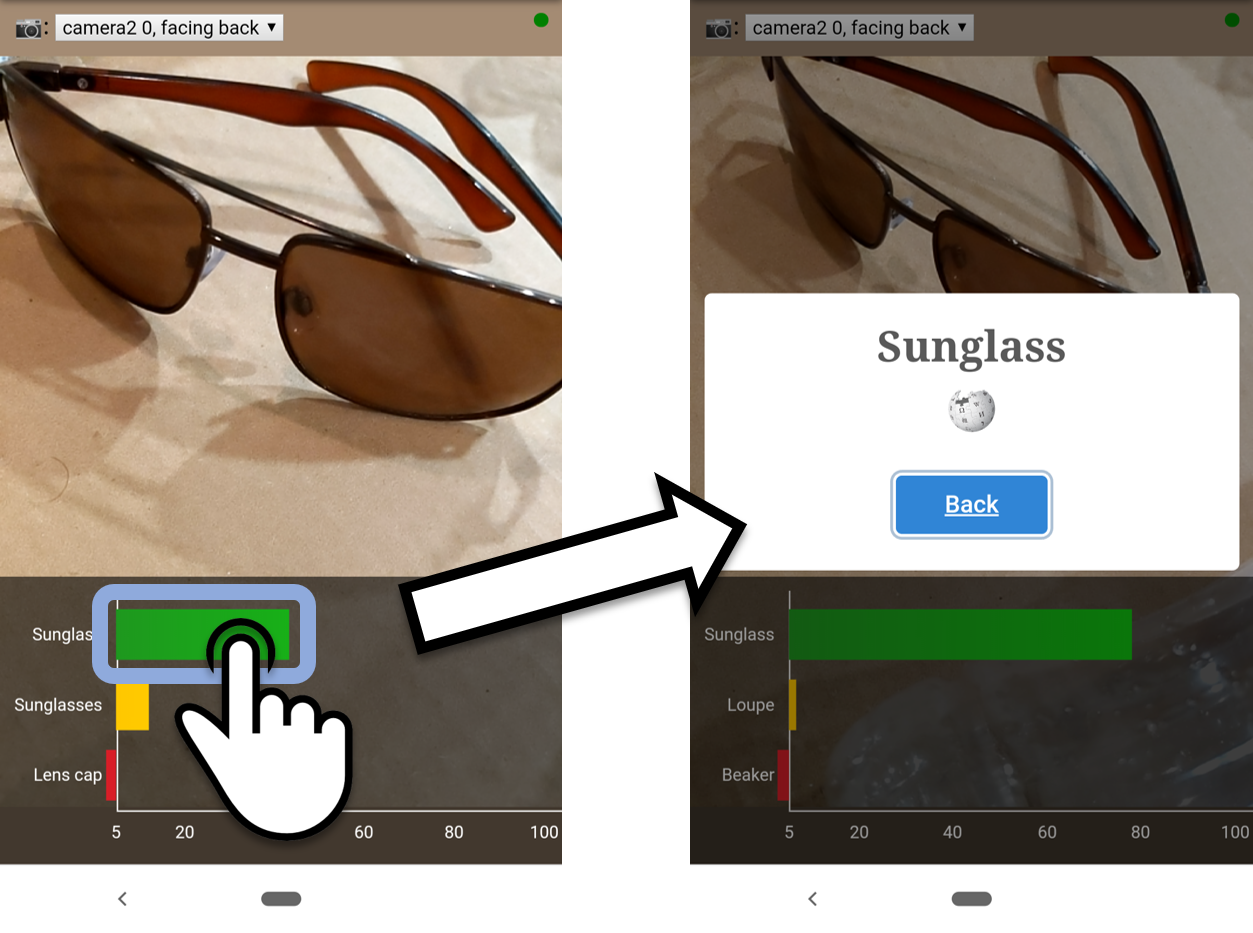 camera2 0, facing back
Sunglas
Sunglasses
Lens cap
5 20 60 80 100
camera2 0, facing back
Sunglass
Back
Sunglass
Loupe
Beaker
5 20 40 60 80 100